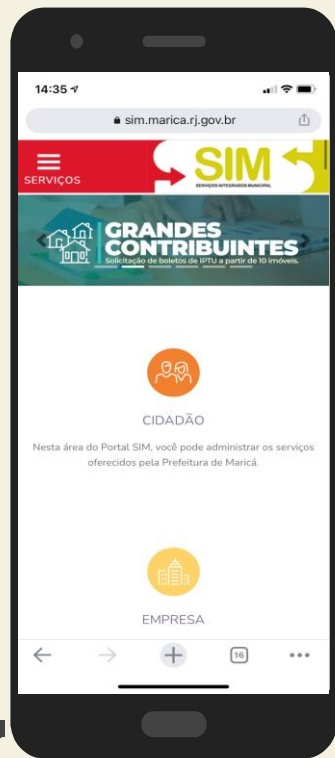 14:35
sim.marica.rj.gov.br
SERVIÇOS
SIM
SERVIÇOS INTEGRADOS MUNICIPAL
GRANDES
CONTRIBUINTES
Solicitação de boletos de IPTU a partir de 10 imóveis.
CIDADÃO
Nesta área do Portal SIM, você pode administrar os serviços
oferecidos pela Prefeitura de Maricá.
EMPRESA
16